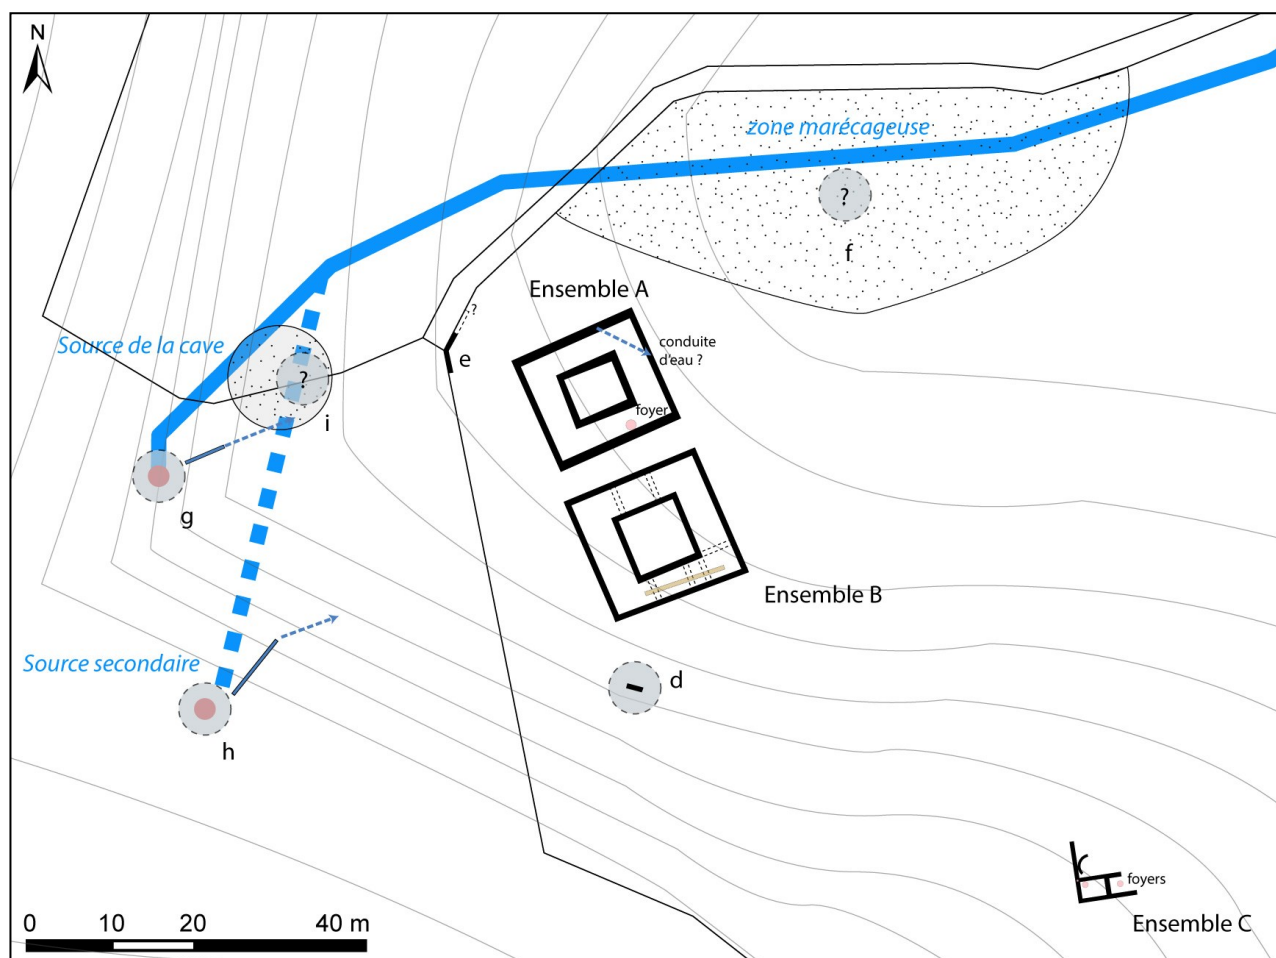 N
zone marécageuse
?
f
Ensemble A
?
conduite
d'eau ?
Source de la cave
e
?
foyer
i
g
Ensemble B
Source secondaire
d
h
foyers
Ensemble C
0 10 20 40 m